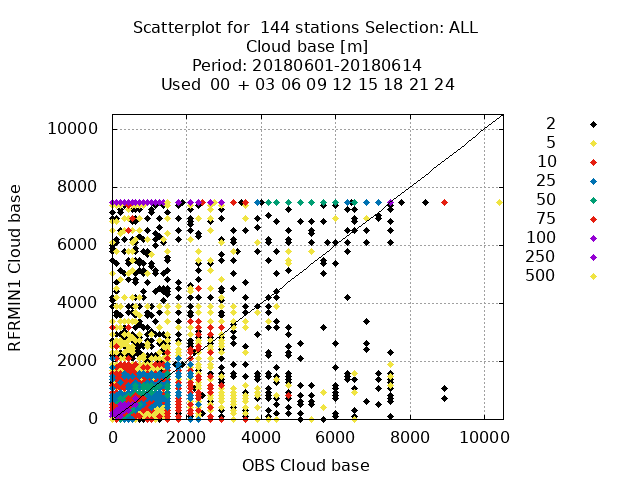 Scatterplot for  144 stations Selection: ALL
Cloud base [m]
Period: 20180601-20180614
Used  00  + 03 06 09 12 15 18 21 24
RFRMIN1 Cloud base
10000
8000
6000
4000
2000
0
0 2000 4000 6000 8000 10000
OBS Cloud base
2
5
10
25
50
75
100
250
500